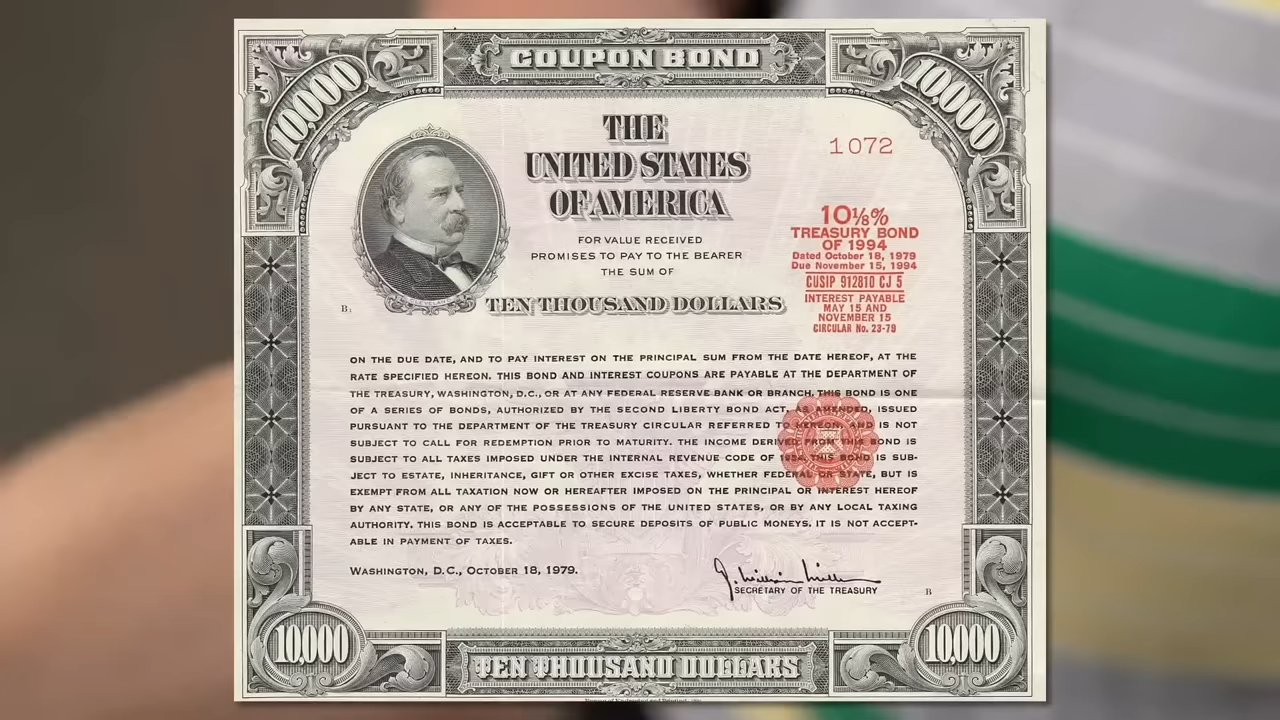 COUPON BOND
10,000
10,000
THE
UNITED STATES
OF AMERICA
1072
FOR VALUE RECEIVED
PROMISES TO PAY TO THE BEARER
THE SUM OF
TEN THOUSAND DOLLARS
10⅛%
TREASURY BOND
OF 1994
Dated October 18, 1979
Due November 15, 1994
CUSIP 912810 CJ 5
INTEREST PAYABLE
MAY 15 AND
NOVEMBER 15
CIRCULAR No. 23-79
CLEVELAND
B1
ON THE DUE DATE, AND TO PAY INTEREST ON THE PRINCIPAL SUM FROM THE DATE HEREOF, AT THE
RATE SPECIFIED HEREON. THIS BOND AND INTEREST COUPONS ARE PAYABLE AT THE DEPARTMENT OF
THE TREASURY, WASHINGTON, D.C., OR AT ANY FEDERAL RESERVE BANK OR BRANCH. THIS BOND IS ONE
OF A SERIES OF BONDS, AUTHORIZED BY THE SECOND LIBERTY BOND ACT, AS AMENDED, ISSUED
PURSUANT TO THE DEPARTMENT OF THE TREASURY CIRCULAR REFERRED TO HEREON, AND IS NOT
SUBJECT TO CALL FOR REDEMPTION PRIOR TO MATURITY. THE INCOME DERIVED FROM THIS BOND IS
SUBJECT TO ALL TAXES IMPOSED UNDER THE INTERNAL REVENUE CODE OF 1954. THIS BOND IS SUB-
JECT TO ESTATE, INHERITANCE, GIFT OR OTHER EXCISE TAXES, WHETHER FEDERAL OR STATE, BUT IS
EXEMPT FROM ALL TAXATION NOW OR HEREAFTER IMPOSED ON THE PRINCIPAL OR INTEREST HEREOF
BY ANY STATE, OR ANY OF THE POSSESSIONS OF THE UNITED STATES, OR BY ANY LOCAL TAXING
AUTHORITY. THIS BOND IS ACCEPTABLE TO SECURE DEPOSITS OF PUBLIC MONEYS. IT IS NOT ACCEPT-
ABLE IN PAYMENT OF TAXES.
WASHINGTON, D.C., OCTOBER 18, 1979.
J. William Miller
SECRETARY OF THE TREASURY
B
10,000
TEN THOUSAND DOLLARS
10,000